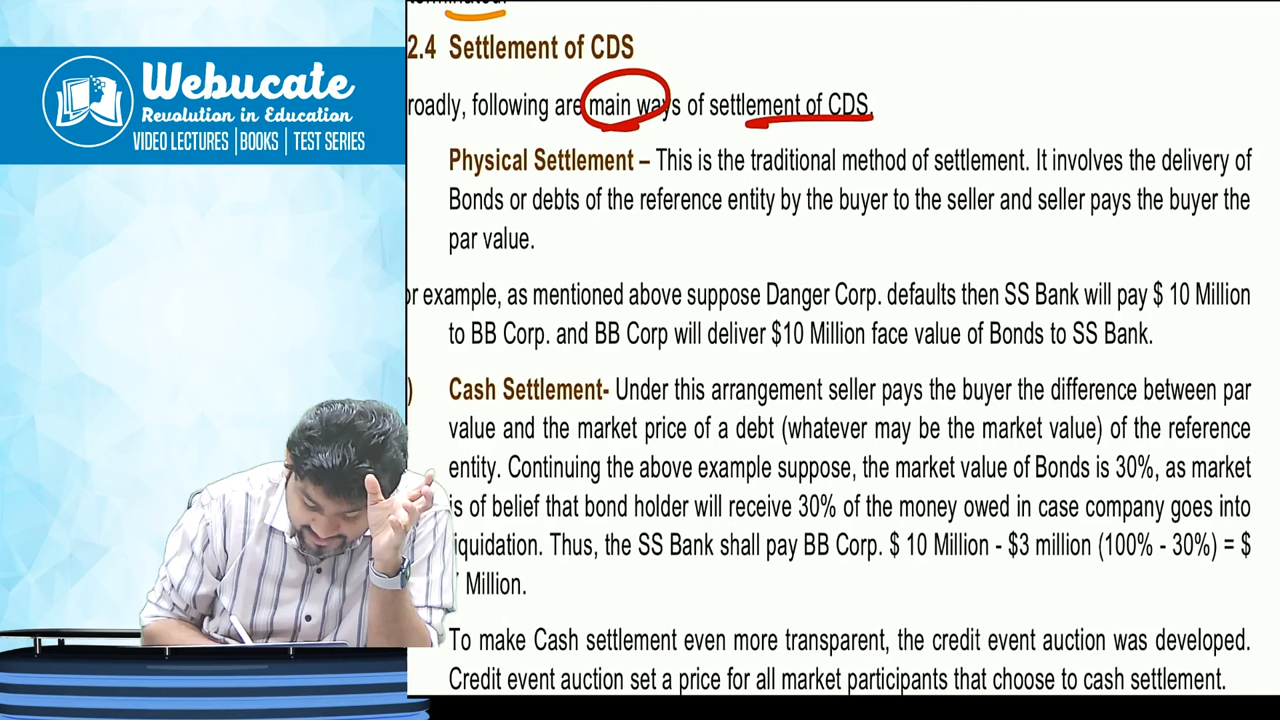 Webucate
Revolution in Education
VIDEO LECTURES | BOOKS | TEST SERIES
2.4 Settlement of CDS
roadly, following are main ways of settlement of CDS.
Physical Settlement – This is the traditional method of settlement. It involves the delivery of
Bonds or debts of the reference entity by the buyer to the seller and seller pays the buyer the
par value.
or example, as mentioned above suppose Danger Corp. defaults then SS Bank will pay $ 10 Million
to BB Corp. and BB Corp will deliver $10 Million face value of Bonds to SS Bank.
) Cash Settlement- Under this arrangement seller pays the buyer the difference between par
value and the market price of a debt (whatever may be the market value) of the reference
entity. Continuing the above example suppose, the market value of Bonds is 30%, as market
is of belief that bond holder will receive 30% of the money owed in case company goes into
iquidation. Thus, the SS Bank shall pay BB Corp. $ 10 Million - $3 million (100% - 30%) = $
Million.
To make Cash settlement even more transparent, the credit event auction was developed.
Credit event auction set a price for all market participants that choose to cash settlement.